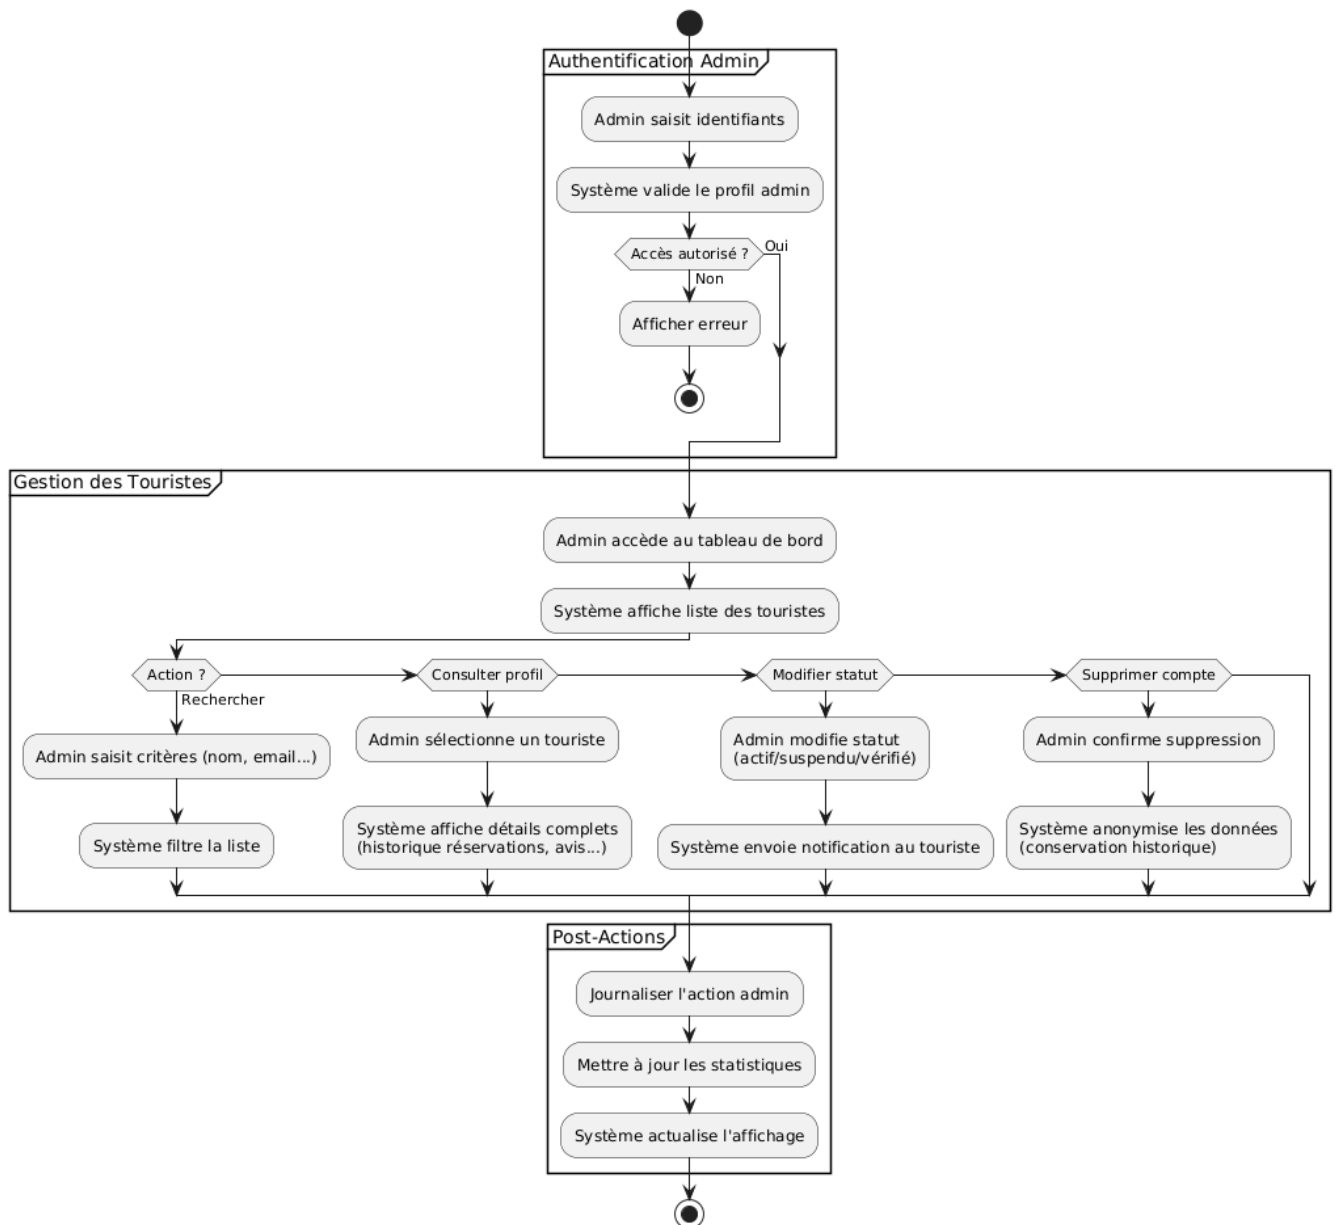 Authentification Admin
Admin saisit identifiants
Système valide le profil admin
Accès autorisé ?
Oui
Non
Afficher erreur
Gestion des Touristes
Admin accède au tableau de bord
Système affiche liste des touristes
Action ?
Rechercher
Admin saisit critères (nom, email...)
Système filtre la liste
Consulter profil
Admin sélectionne un touriste
Système affiche détails complets
(historique réservations, avis...)
Modifier statut
Admin modifie statut
(actif/suspendu/vérifié)
Système envoie notification au touriste
Supprimer compte
Admin confirme suppression
Système anonymise les données
(conservation historique)
Post-Actions
Journaliser l'action admin
Mettre à jour les statistiques
Système actualise l'affichage